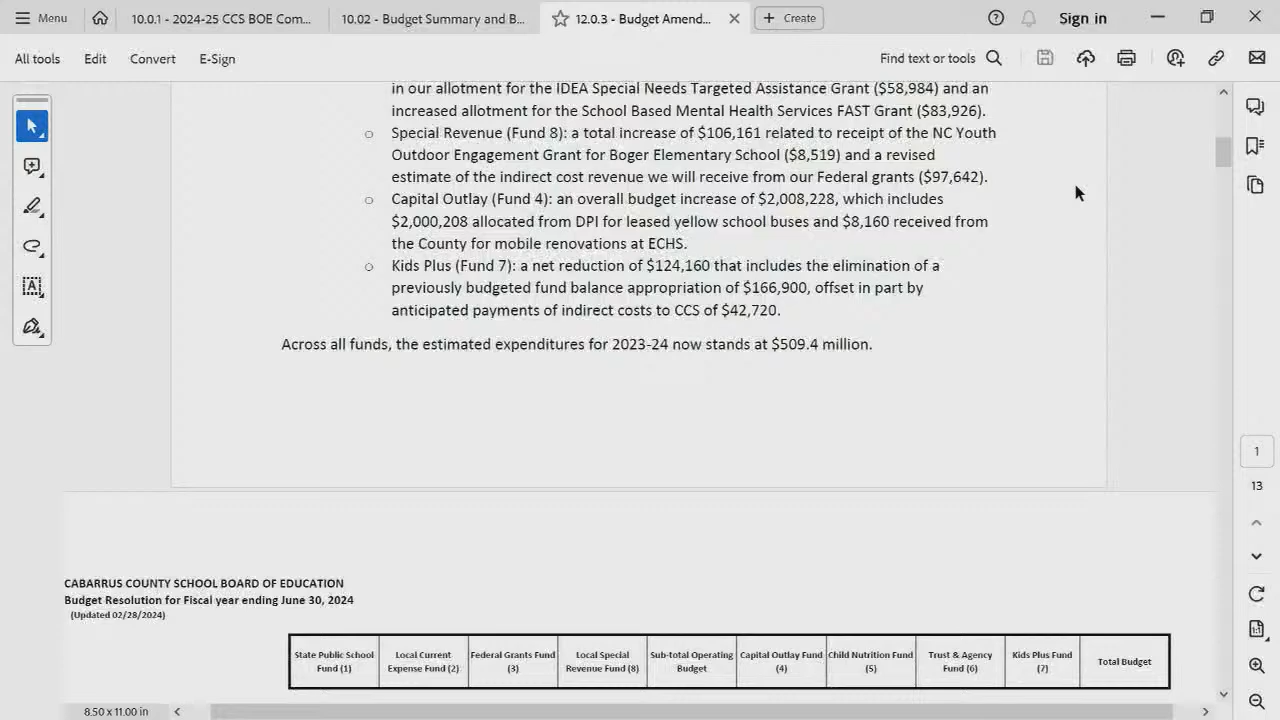 Menu
10.0.1 - 2024-25 CCS BOE Com...
10.02 - Budget Summary and B...
12.0.3 - Budget Amend...
Create
Sign in
All tools
Edit
Convert
E-Sign
Find text or tools
in our allotment for the IDEA Special Needs Targeted Assistance Grant ($58,984) and an
increased allotment for the School Based Mental Health Services FAST Grant ($83,926).
○ Special Revenue (Fund 8): a total increase of $106,161 related to receipt of the NC Youth
Outdoor Engagement Grant for Boger Elementary School ($8,519) and a revised
estimate of the indirect cost revenue we will receive from our Federal grants ($97,642).
○ Capital Outlay (Fund 4): an overall budget increase of $2,008,228, which includes
$2,000,208 allocated from DPI for leased yellow school buses and $8,160 received from
the County for mobile renovations at ECHS.
○ Kids Plus (Fund 7): a net reduction of $124,160 that includes the elimination of a
previously budgeted fund balance appropriation of $166,900, offset in part by
anticipated payments of indirect costs to CCS of $42,720.
Across all funds, the estimated expenditures for 2023-24 now stands at $509.4 million.
1
13
CABARRUS COUNTY SCHOOL BOARD OF EDUCATION
Budget Resolution for Fiscal year ending June 30, 2024
(Updated 02/28/2024)
State Public School
Fund (1)
Local Current
Expense Fund (2)
Federal Grants Fund
(3)
Local Special
Revenue Fund (8)
Sub-total Operating
Budget
Capital Outlay Fund
(4)
Child Nutrition Fund
(5)
Trust & Agency
Fund (6)
Kids Plus Fund
(7)
Total Budget
8.50 x 11.00 in